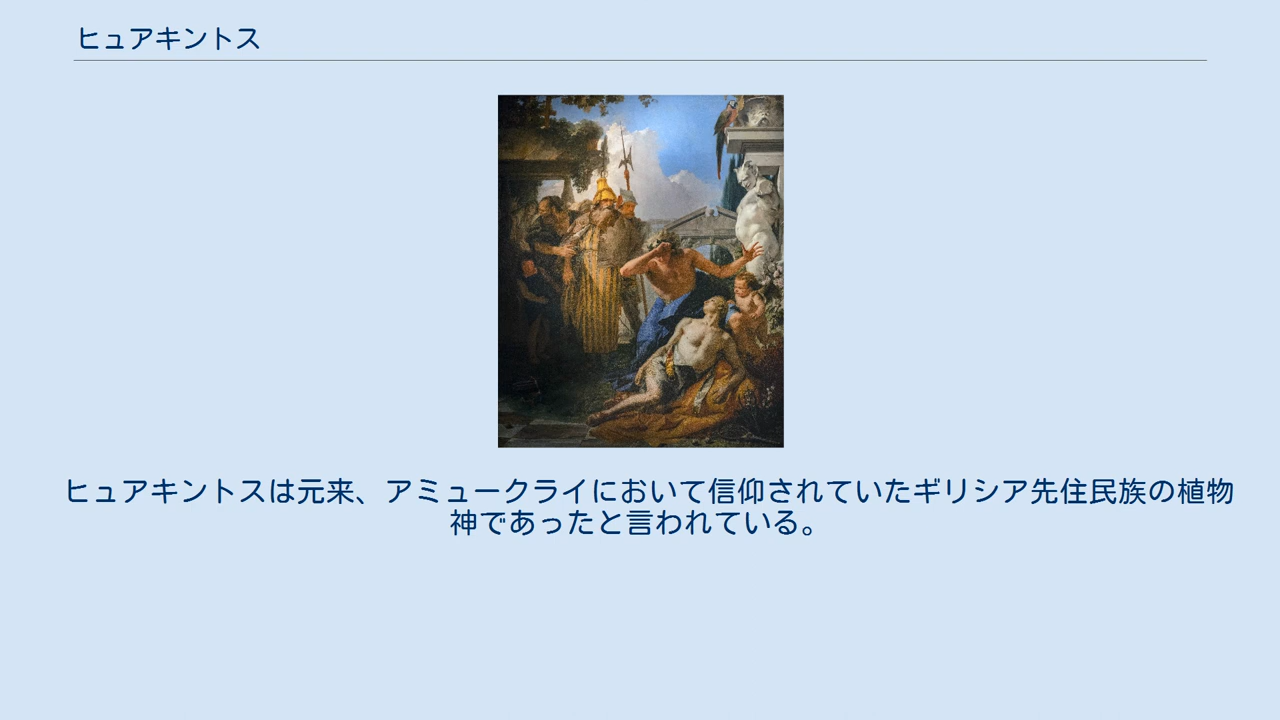 ヒュアキントス
ヒュアキントスは元来、アミュークライにおいて信仰されていたギリシア先住民族の植物
神であったと言われている。